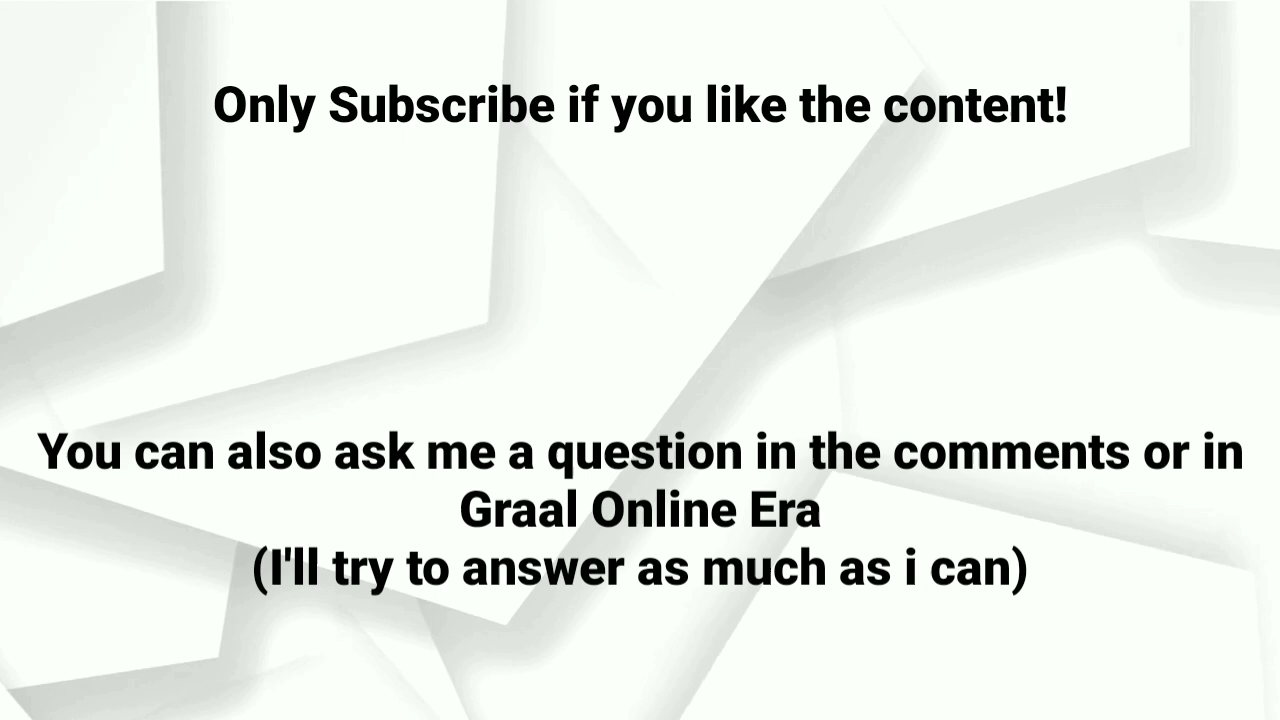 Only Subscribe if you like the content!
You can also ask me a question in the comments or in
Graal Online Era
(I'll try to answer as much as i can)